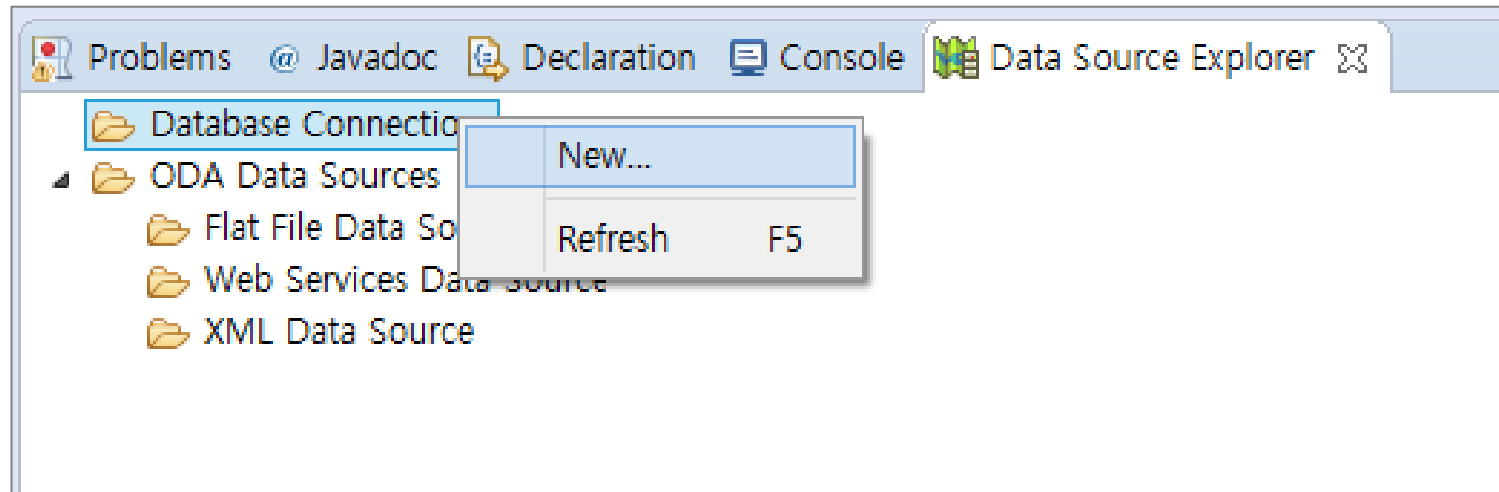 Problems @ Javadoc Declaration Console Data Source Explorer
Database Connectio
New...
ODA Data Sources
Flat File Data So
Refresh F5
Web Services Data Source
XML Data Source